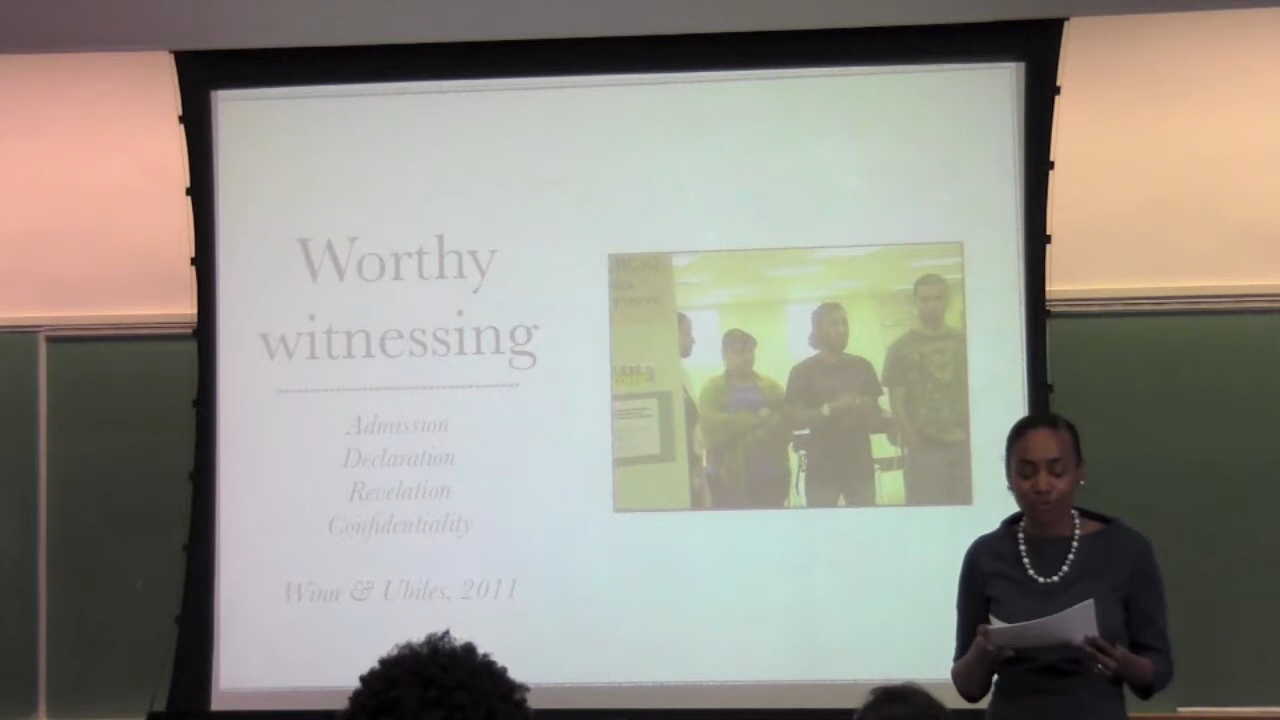 Worthy
witnessing
Admission
Declaration
Revelation
Confidentiality
Winn & Ubiles, 2011